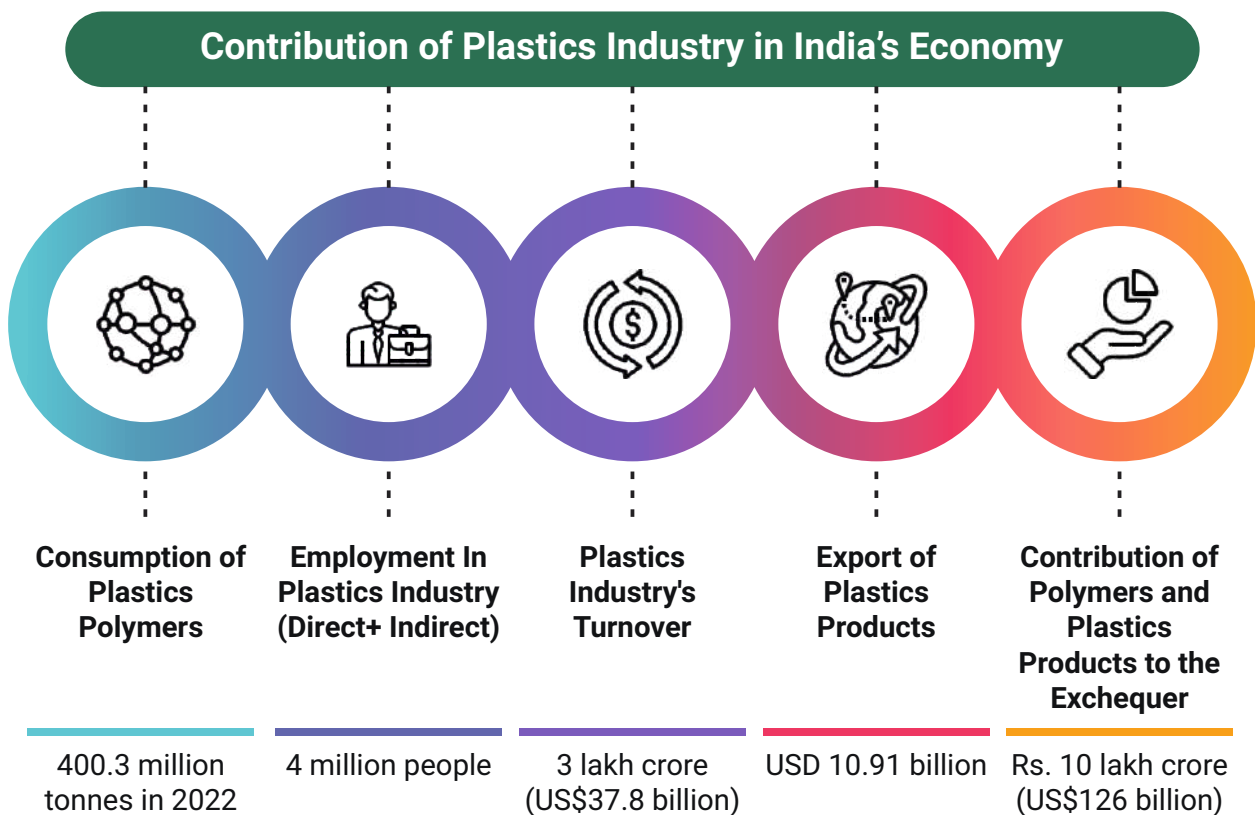 Contribution of Plastics Industry in India’s Economy
$
Consumption of
Plastics
Polymers
400.3 million
tonnes in 2022
Employment In
Plastics Industry
(Direct+ Indirect)
4 million people
Plastics
Industry's
Turnover
3 lakh crore
(US$37.8 billion)
Export of
Plastics
Products
USD 10.91 billion
Contribution of
Polymers and
Plastics
Products to the
Exchequer
Rs. 10 lakh crore
(US$126 billion)